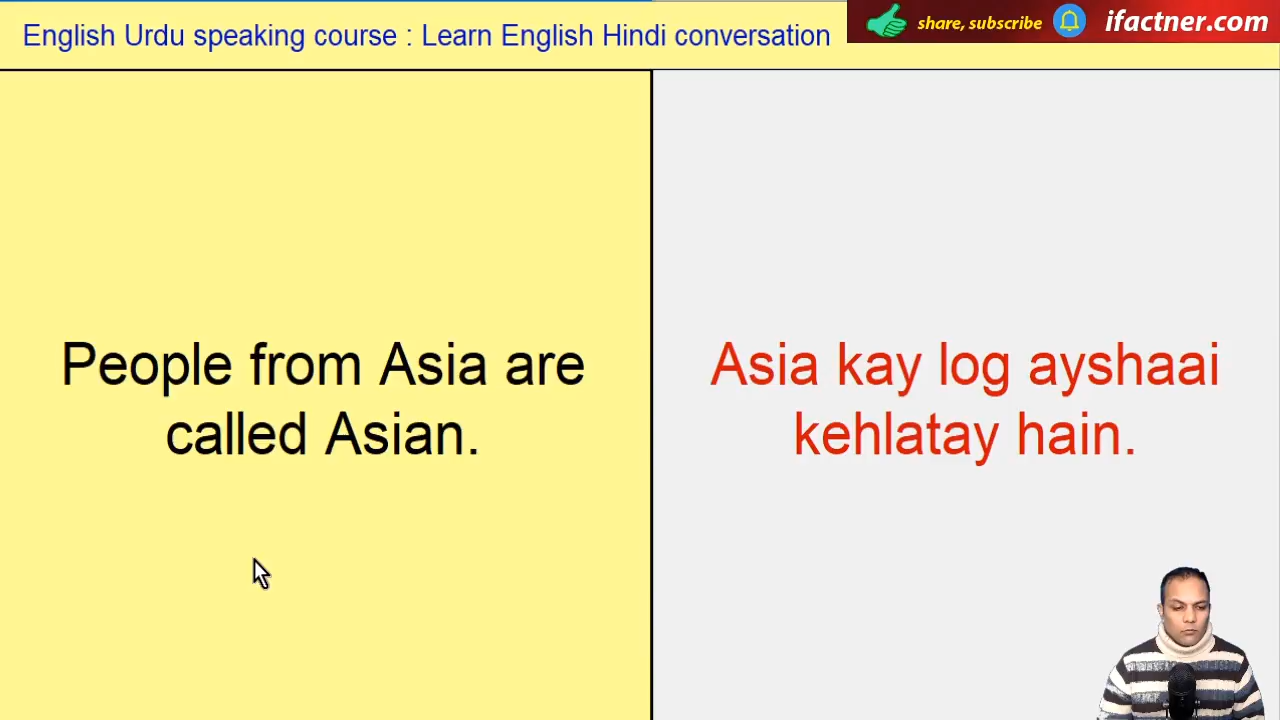 English Urdu speaking course : Learn English Hindi conversation
share, subscribe
ifactner.com
People from Asia are
called Asian.
Asia kay log ayshaai
kehlatay hain.